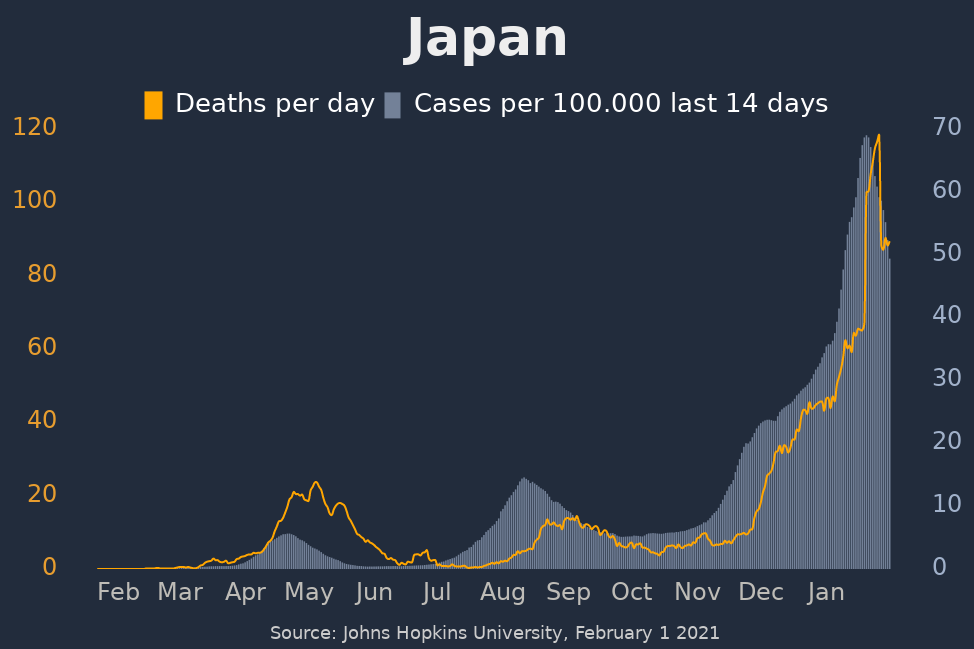 Japan
Deaths per day Cases per 100.000 last 14 days
120 70
100 60
80 50
60 40
40 30
20 20
0 10
0
Feb Mar Apr May Jun Jul Aug Sep Oct Nov Dec Jan
Source: Johns Hopkins University, February 1 2021